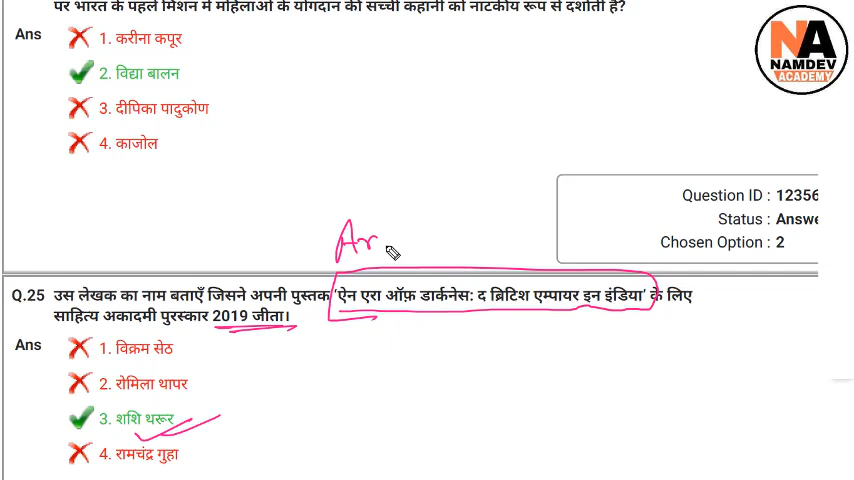 पर भारत के पहले मिशन में महिलाओं के योगदान की सच्ची कहानी को नाटकीय रूप से दर्शाती है?
Ans
1. करीना कपूर
2. विद्या बालन
3. दीपिका पादुकोण
4. काजोल
NA
NAMDEV
ACADEMY
Question ID : 12356
Status : Answe
Chosen Option : 2
Ar
Q.25 उस लेखक का नाम बताएँ जिसने अपनी पुस्तक 'ऐन एरा ऑफ़ डार्कनेस: द ब्रिटिश एम्पायर इन इंडिया' के लिए
साहित्य अकादमी पुरस्कार 2019 जीता।
Ans
1. विक्रम सेठ
2. रोमिला थापर
3. शशि थरूर
4. रामचंद्र गुहा